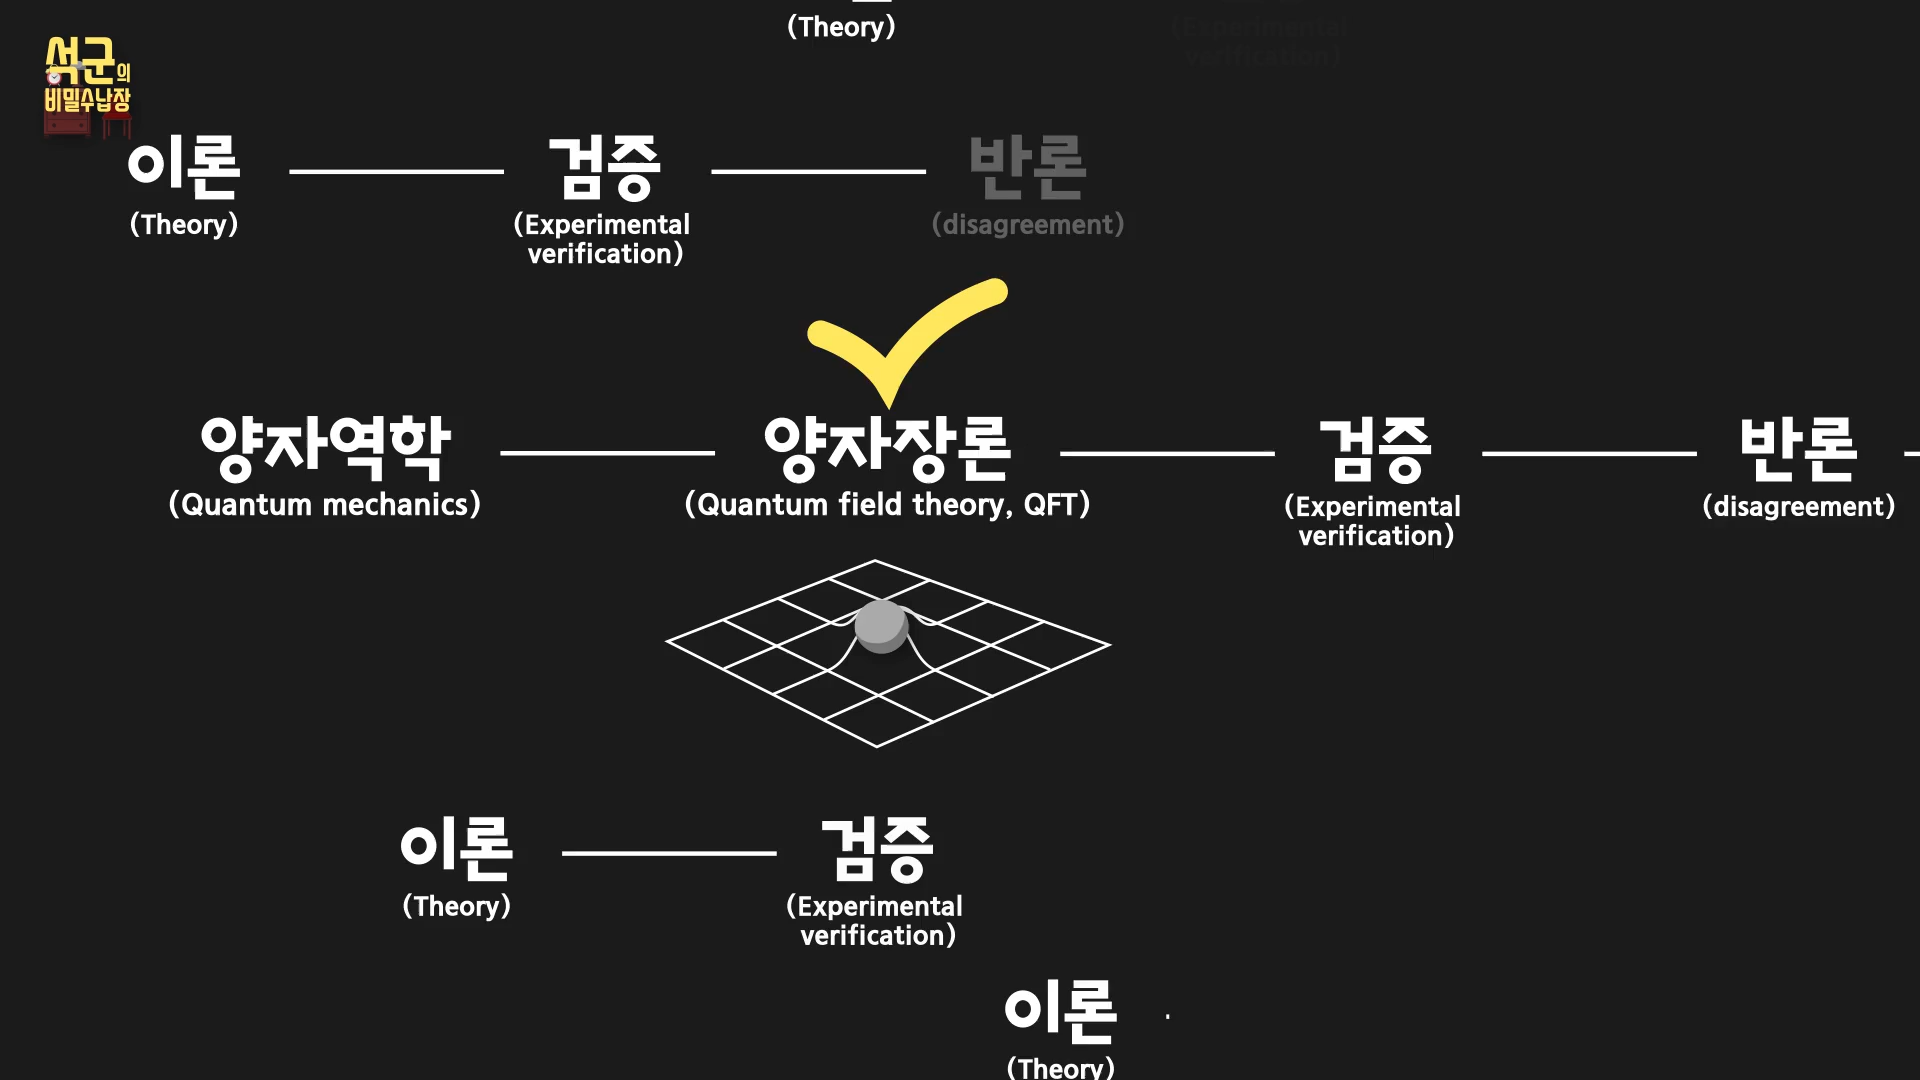 (Theory)
(Experimental
verification)
석군의
비밀수납장
이론
(Theory)
검증
(Experimental
verification)
반론
(disagreement)
양자역학
(Quantum mechanics)
양자장론
(Quantum field theory, QFT)
검증
(Experimental
verification)
반론
(disagreement)
이론
(Theory)
검증
(Experimental
verification)
이론
(Theory)